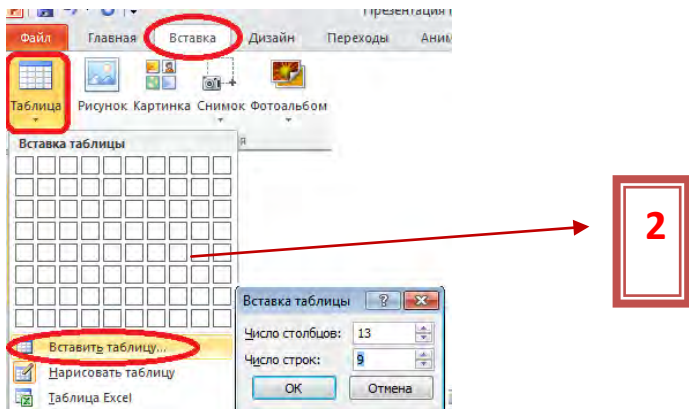 Презентация
Файл Главная Вставка Дизайн Переходы Аним
Таблица Рисунок Картинка Снимок Фотоальбом
Вставка таблицы
2
Вставка таблицы
Число столбцов: 13
Число строк: 9
ОК Отмена
Вставить таблицу...
Нарисовать таблицу
Таблица Excel